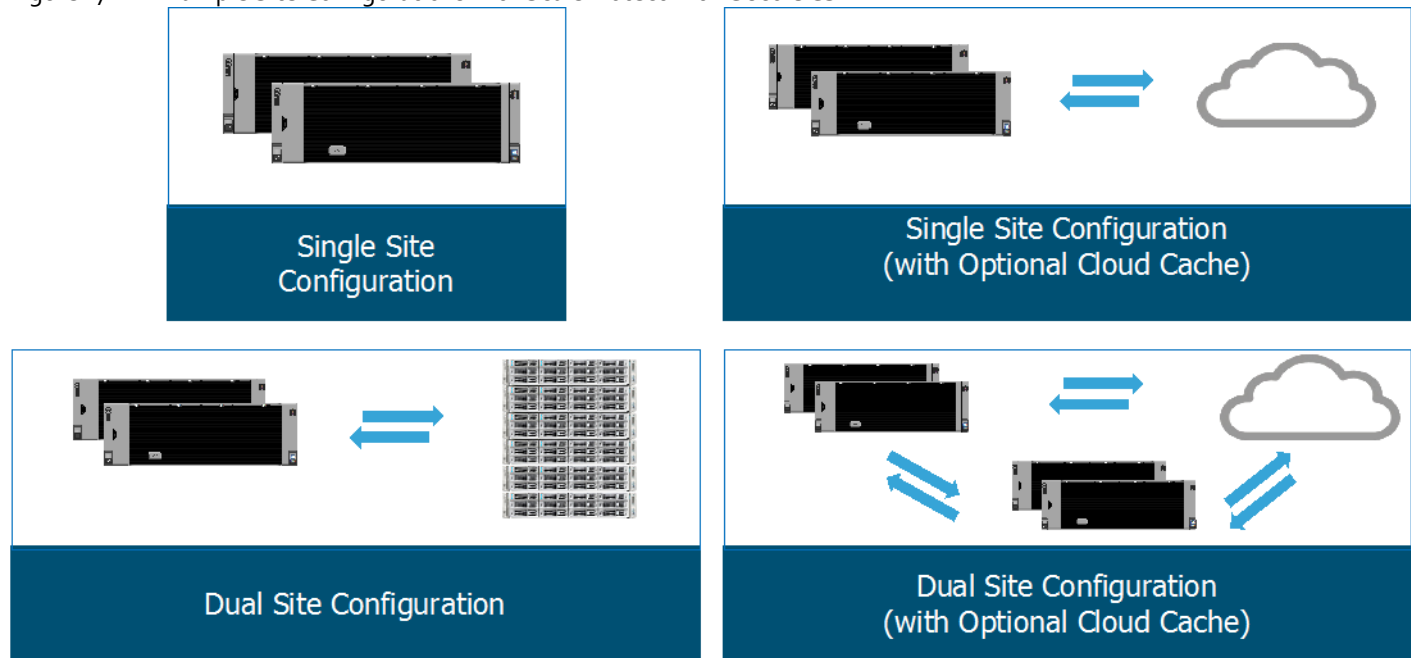 Single Site
Configuration
Single Site Configuration
(with Optional Cloud Cache)
Dual Site Configuration
Dual Site Configuration
(with Optional Cloud Cache)